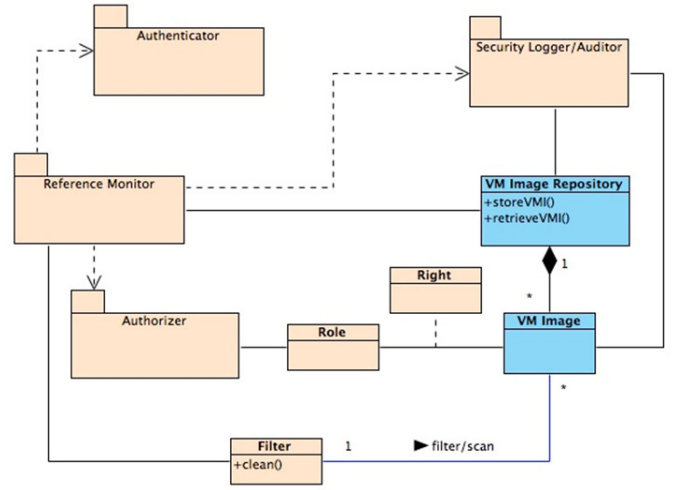 Authenticator
Security Logger/Auditor
Reference Monitor
VM Image Repository
+storeVMI()
+retrieveVMI()
1
*
Right
Authorizer
VM Image
Role
*
Filter
1
filter/scan
+clean()